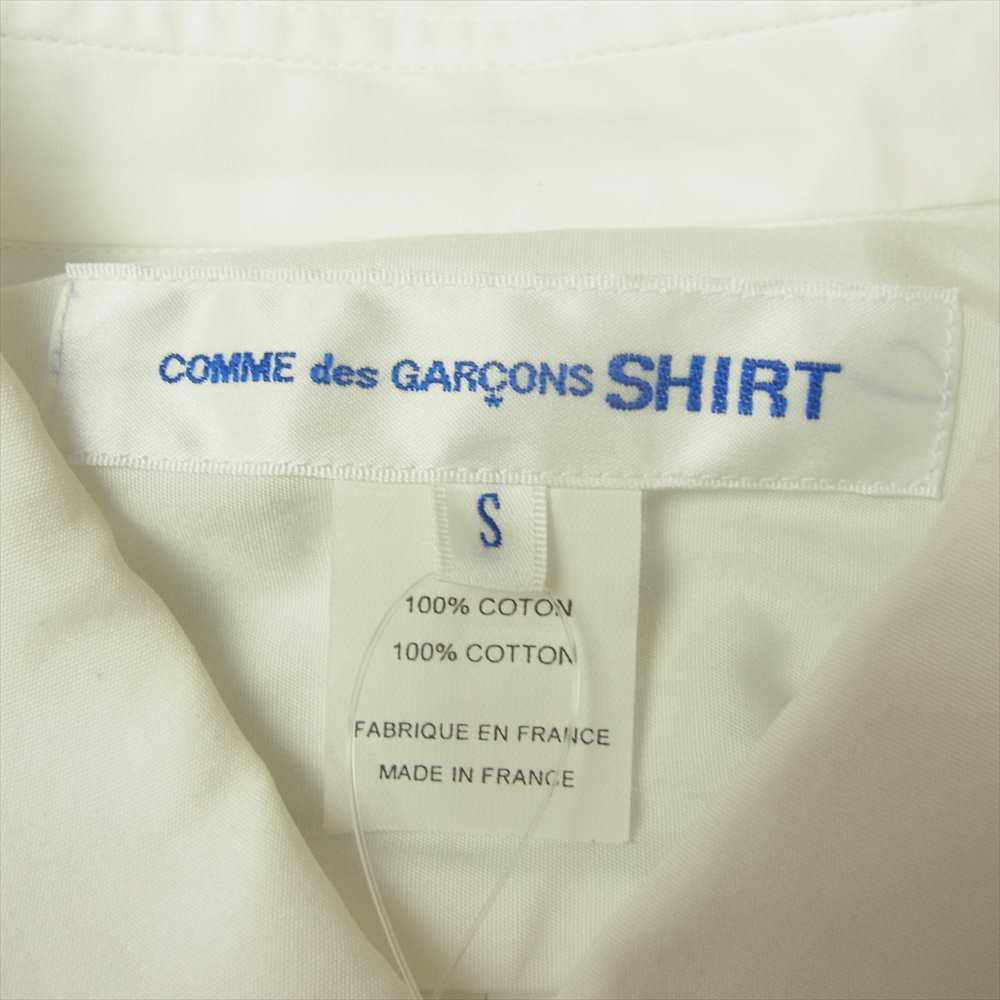 COMME des GARÇONS SHIRT
S
100% COTON
100% COTTON
FABRIQUE EN FRANCE
MADE IN FRANCE